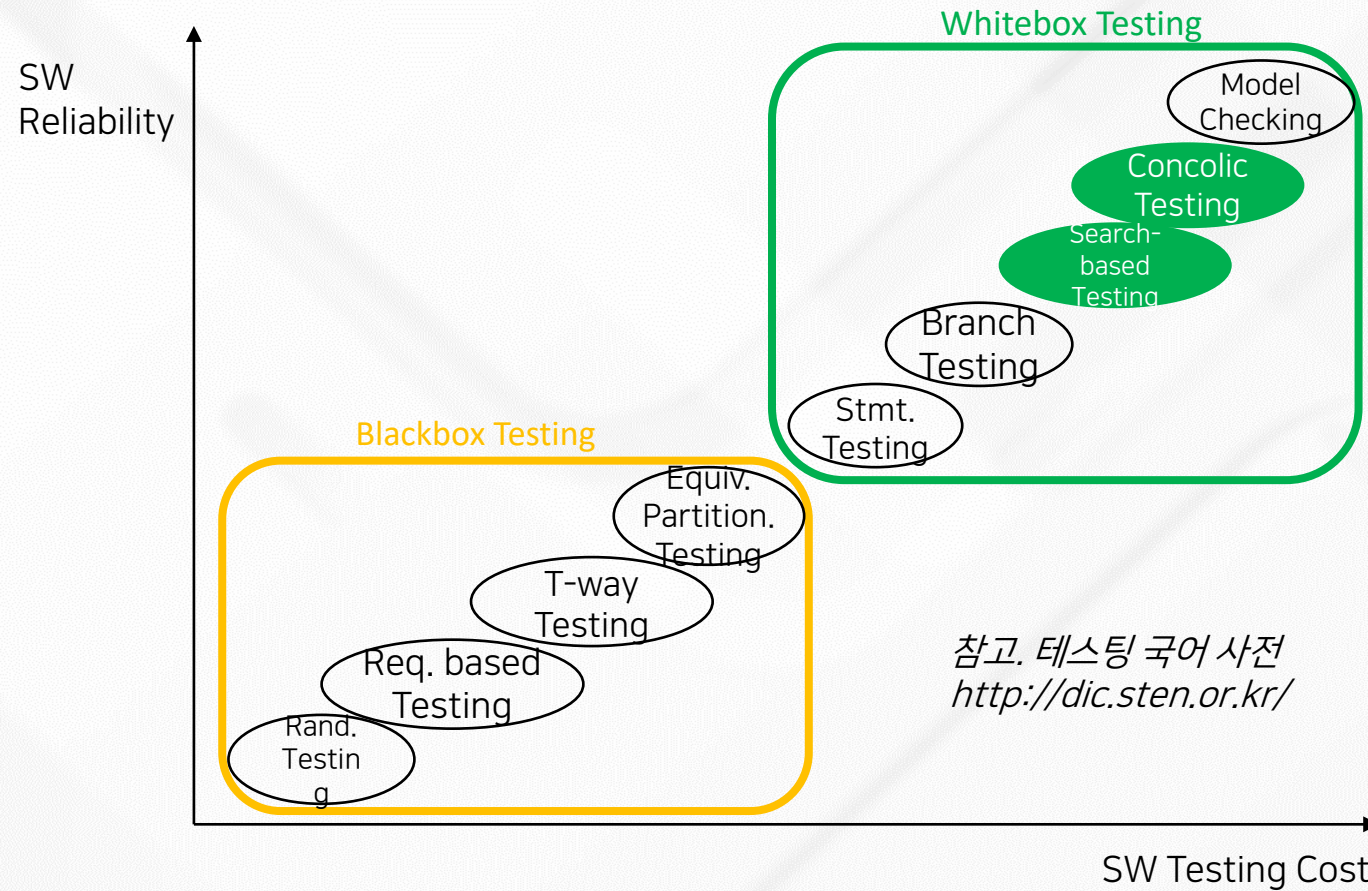 Whitebox Testing
SW
Reliability
Model
Checking
Concolic
Testing
Search-
based
Testing
Branch
Testing
Stmt.
Testing
Blackbox Testing
Equiv.
Partition.
Testing
T-way
Testing
Req. based
Testing
Rand.
Testin
g
참고. 테스팅 국어 사전
http://dic.sten.or.kr/
SW Testing Cost